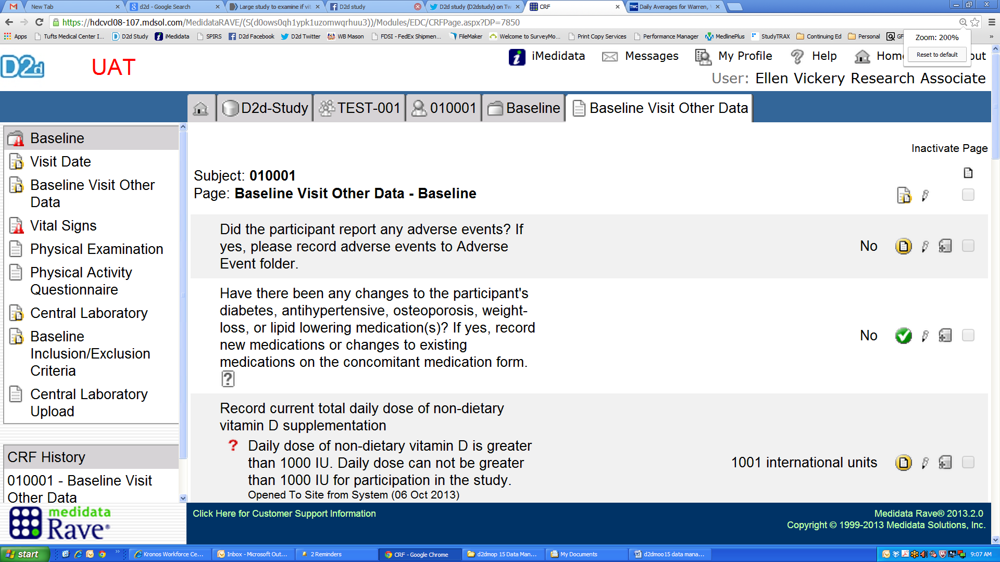 New Tab
d2d - Google Search
Large study to examine if vit
D2d study
D2d study (D2dstudy) on Tw
CRF
Daily Averages for Warren,
https://hdcvcl08-107.mdsol.com/MedidataRAVE/(S(d0ows0qh1ypk1uzomwqrhuu3))/Modules/EDC/CRFPage.aspx?DP=7850
Apps
Tufts Medical Center I...
D2d Study
iMedidata
SPIRS
D2d Facebook
D2d Twitter
WB Mason
FDSI - FedEx Shipmen...
FileMaker
Welcome to SurveyMo...
Print Copy Services
Performance Manager
MedlinePlus
StudyTRAX
Continuing Ed
Personal
Zoom: 200%
Reset to default
D2d
UAT
iMedidata
Messages
My Profile
Help
User: Ellen Vickery Research Associate
D2d-Study
TEST-001
010001
Baseline
Baseline Visit Other Data
Baseline
Visit Date
Baseline Visit Other
Data
Vital Signs
Physical Examination
Physical Activity
Questionnaire
Central Laboratory
Baseline
Inclusion/Exclusion
Criteria
Central Laboratory
Upload
CRF History
010001 - Baseline Visit
Other Data
medidata
Rave
Inactivate Page
Subject: 010001
Page: Baseline Visit Other Data - Baseline
Did the participant report any adverse events? If
yes, please record adverse events to Adverse
Event folder.
No
Have there been any changes to the participant's
diabetes, antihypertensive, osteoporosis, weight-
loss, or lipid lowering medication(s)? If yes, record
new medications or changes to existing
medications on the concomitant medication form.
?
No
Record current total daily dose of non-dietary
vitamin D supplementation
? Daily dose of non-dietary vitamin D is greater
than 1000 IU. Daily dose can not be greater
than 1000 IU for participation in the study.
Opened To Site from System (06 Oct 2013)
1001 international units
Click Here for Customer Support Information
Medidata Rave® 2013.2.0
Copyright © 1999-2013 Medidata Solutions, Inc.
start
Kronos Workforce Ce...
Inbox - Microsoft Out...
2 Reminders
CRF - Google Chrome
d2dmop 15 Data Man...
My Documents
d2dmoo15 data mana...
9:07 AM